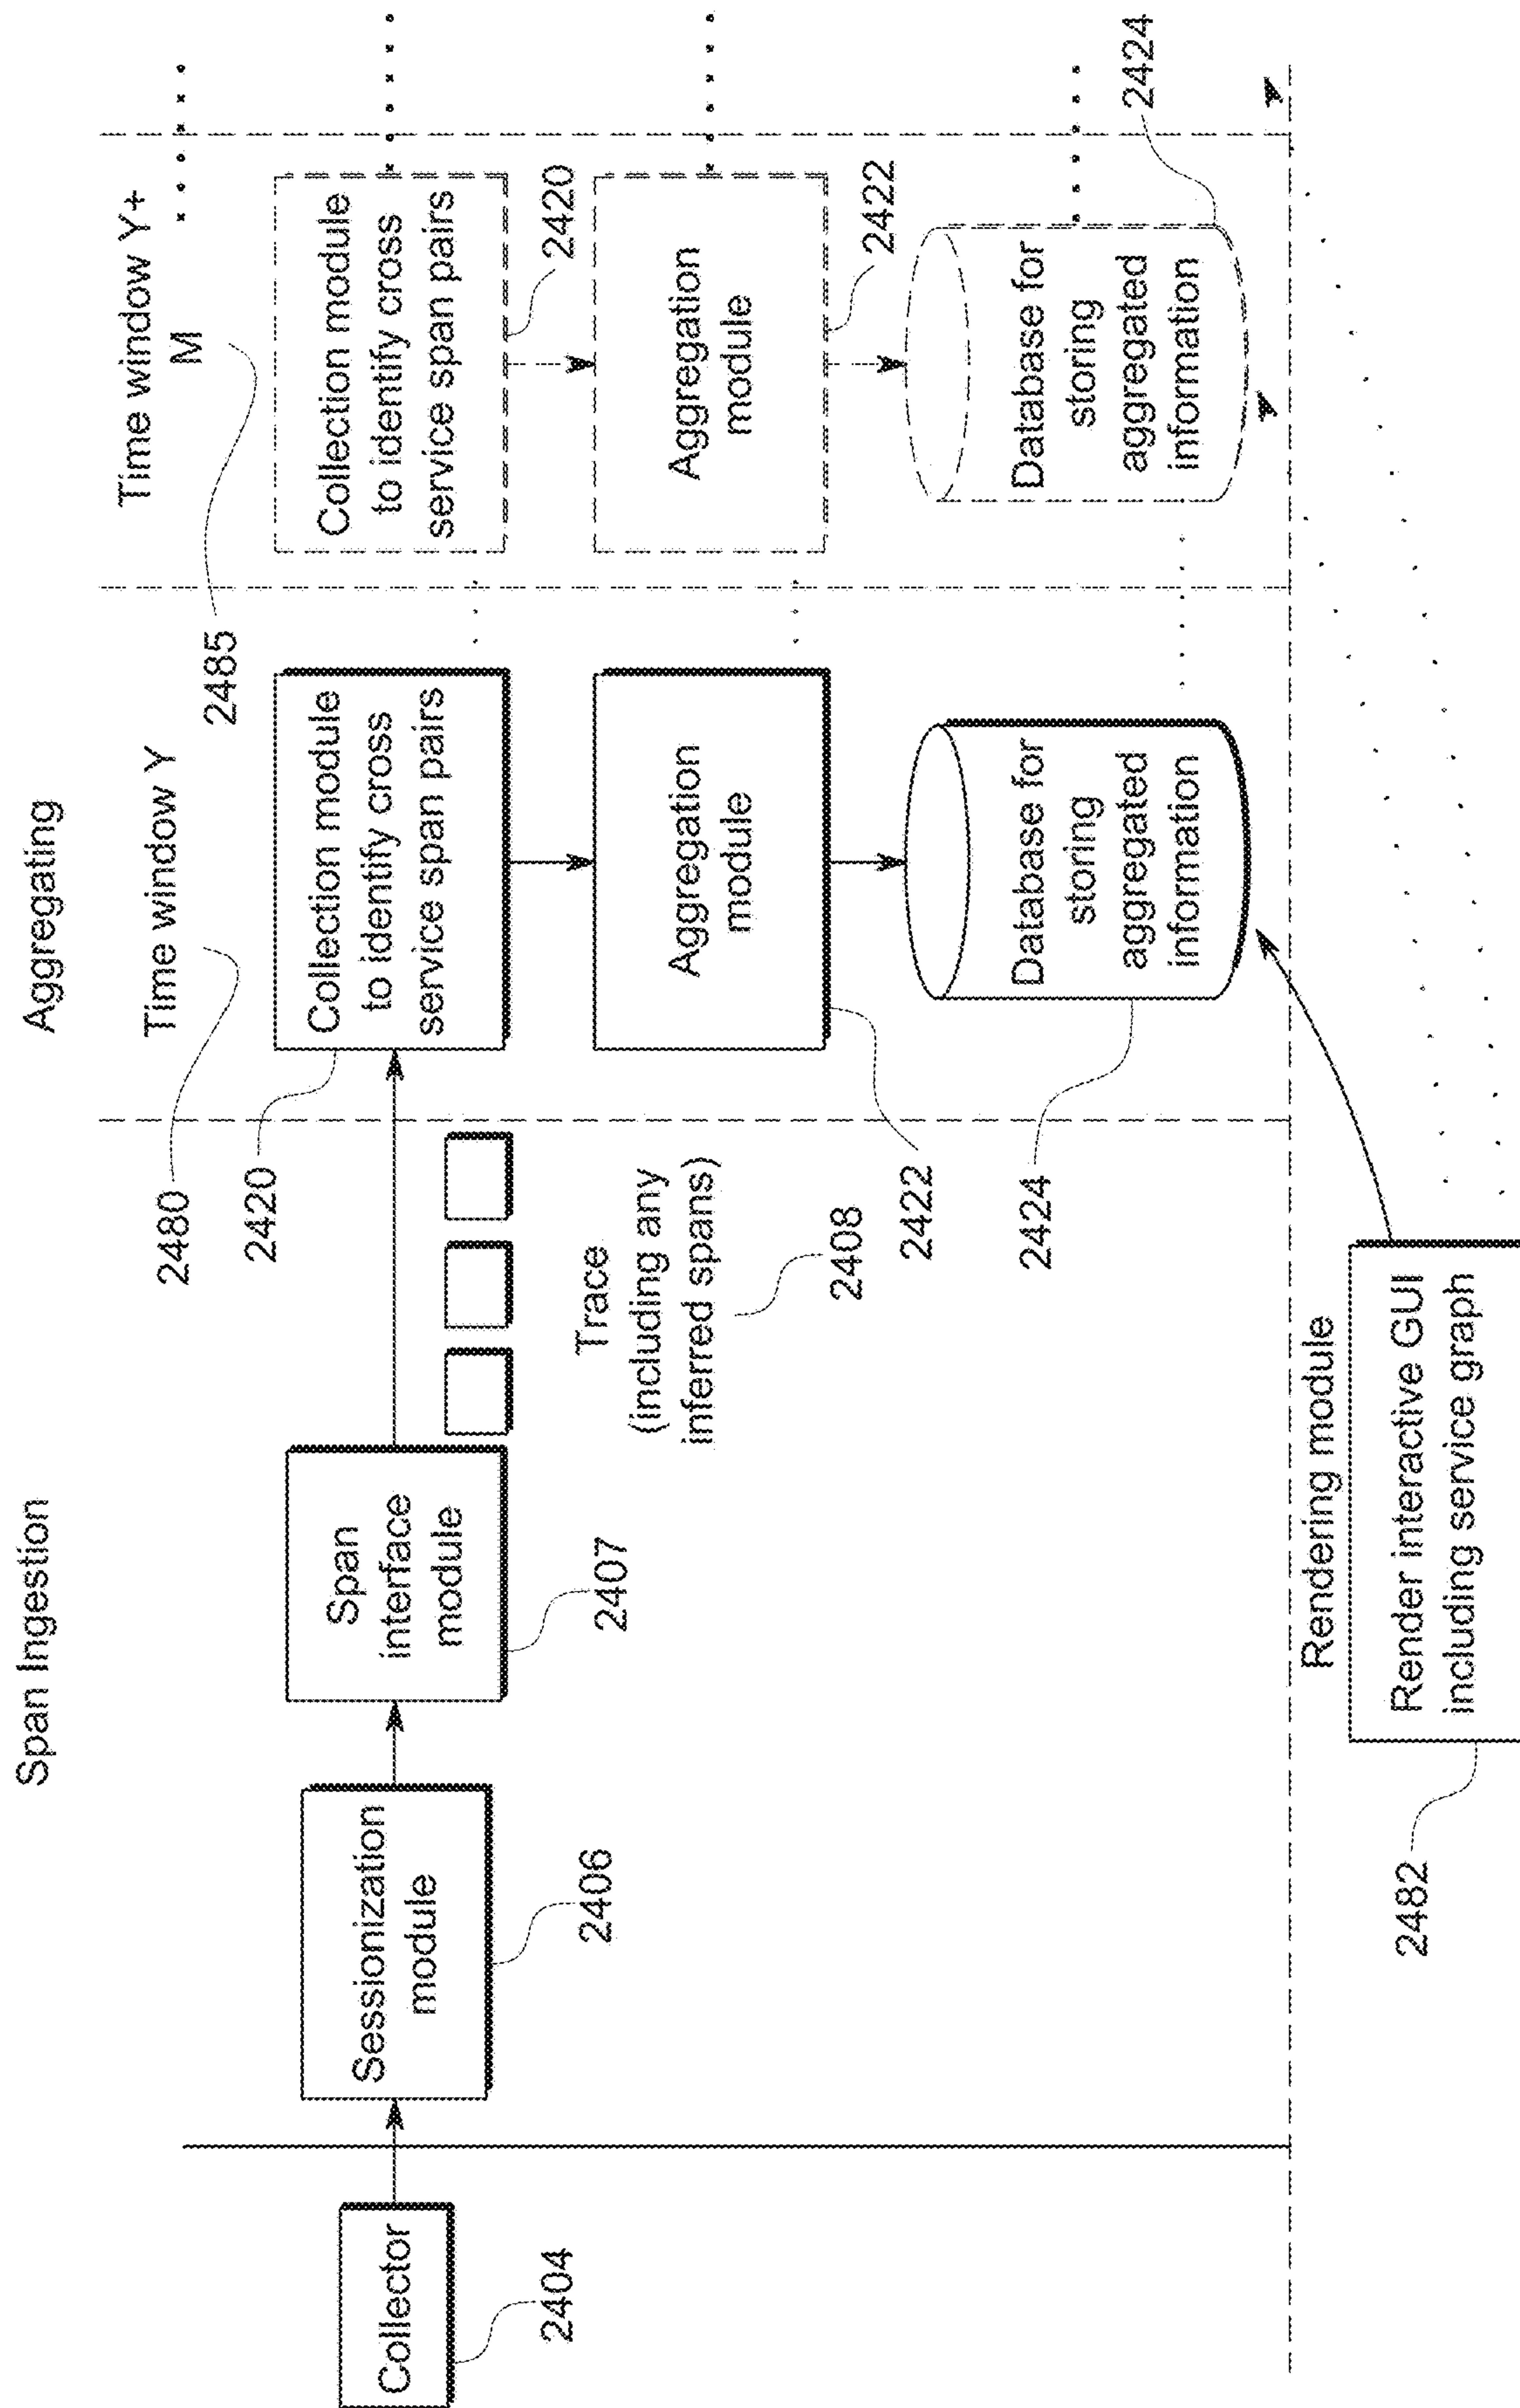 Span Ingestion
Aggregating
Time window Y
Time window Y+
M
2480
2485
Collector
2404
Sessionization
module
2406
Span
interface
module
2407
Trace
(including any
inferred spans)
2408
Collection module
to identify cross
service span pairs
2420
Aggregation
module
2422
Database for
storing
aggregated
information
2424
Collection module
to identify cross
service span pairs
2420
Aggregation
module
2422
Database for
storing
aggregated
information
2424
Rendering module
Render interactive GUI
including service graph
2482